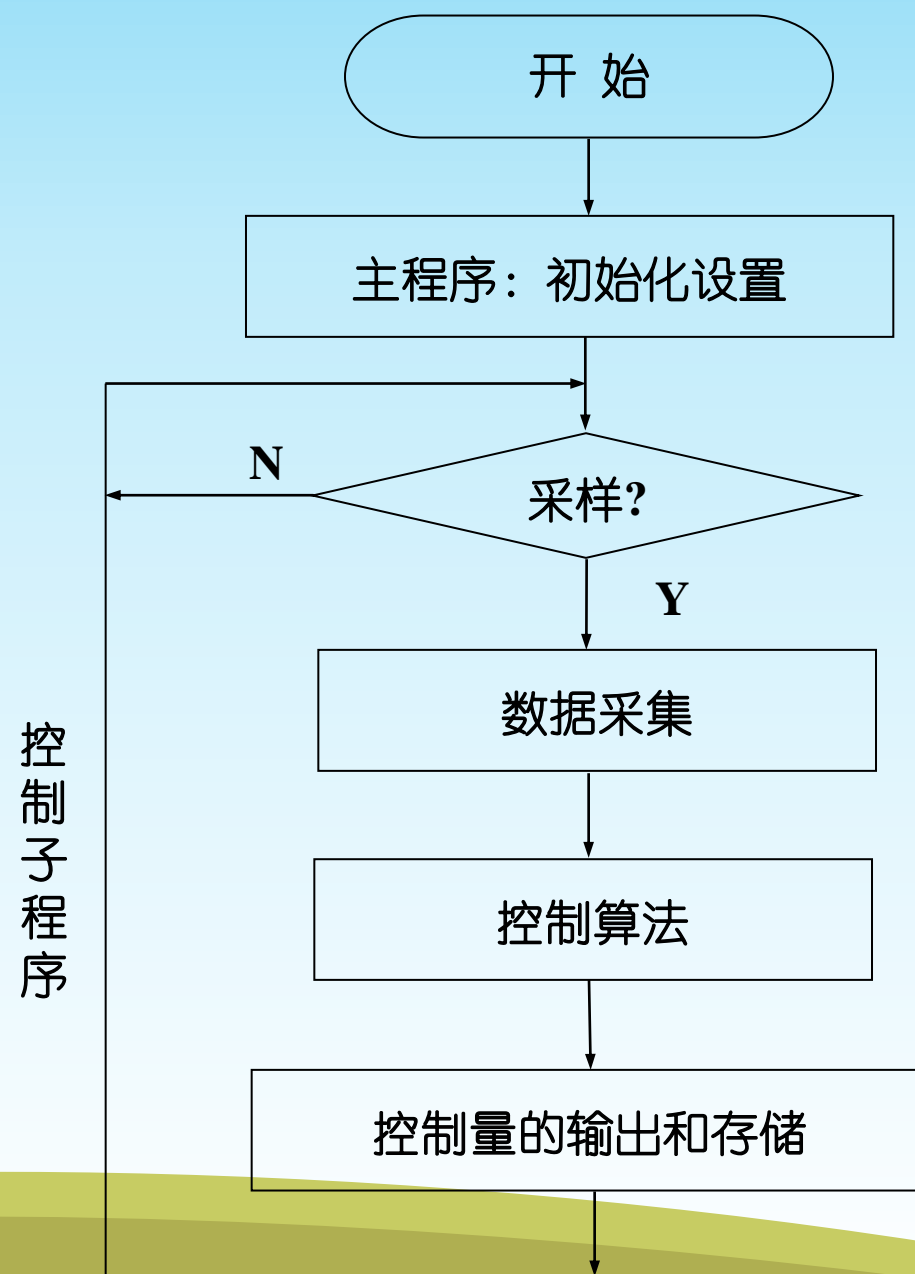 开 始
主程序：初始化设置
N
采样?
Y
数据采集
控制子程序
控制算法
控制量的输出和存储